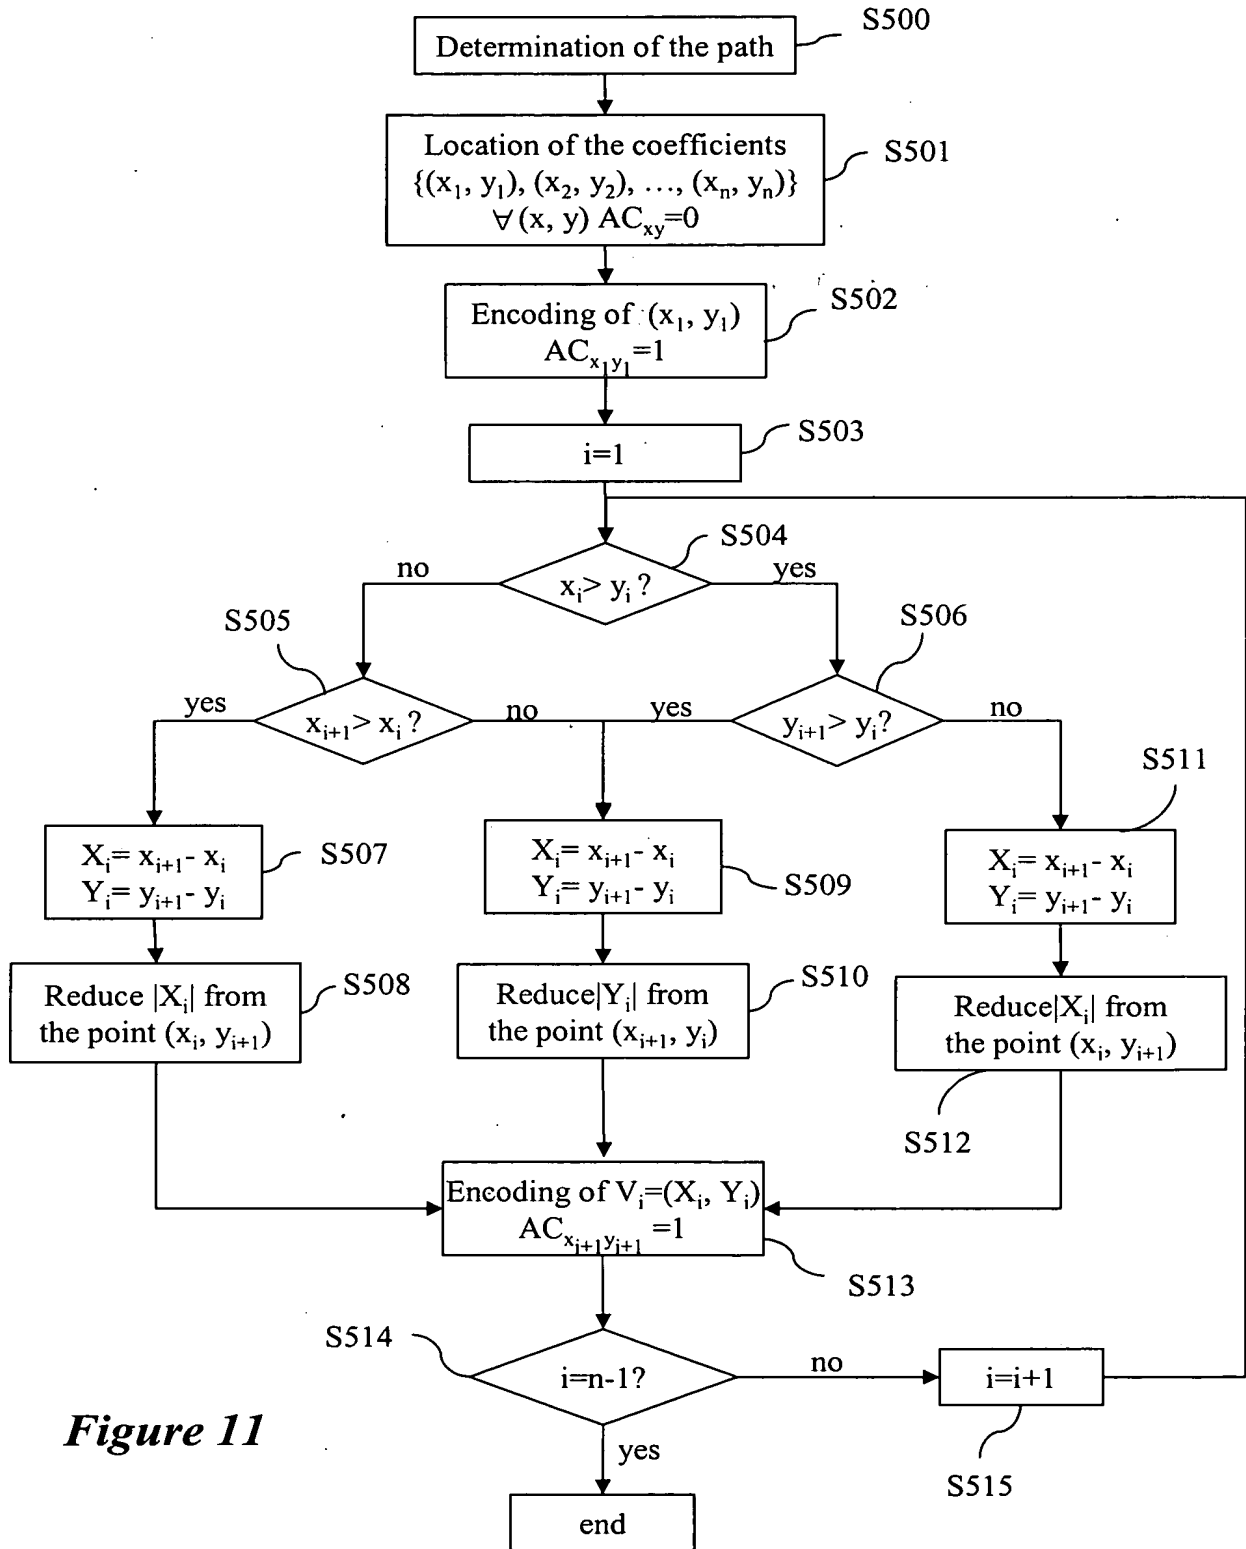 S500
Determination of the path
Location of the coefficients
{(x₁, y₁), (x₂, y₂), …, (xₙ, yₙ)}
∀ (x, y) AC_xy=0
S501
S502
Encoding of (x₁, y₁)
AC_x₁y₁=1
S503
i=1
S504
no
xᵢ> yᵢ ?
yes
S505
S506
yes
xᵢ₊₁> xᵢ ?
no
yes
yᵢ₊₁> yᵢ?
no
S511
Xᵢ= xᵢ₊₁- xᵢ
Yᵢ= yᵢ₊₁- yᵢ
S507
Xᵢ= xᵢ₊₁- xᵢ
Yᵢ= yᵢ₊₁- yᵢ
S509
Xᵢ= xᵢ₊₁- xᵢ
Yᵢ= yᵢ₊₁- yᵢ
Reduce |Xᵢ| from
the point (xᵢ, yᵢ₊₁)
S508
Reduce|Yᵢ| from
the point (xᵢ₊₁, yᵢ)
S510
Reduce|Xᵢ| from
the point (xᵢ, yᵢ₊₁)
S512
Encoding of Vᵢ=(Xᵢ, Yᵢ)
AC_xᵢ₊₁yᵢ₊₁ =1
S513
S514
i=n-1?
no
i=i+1
S515
yes
end
Figure 11